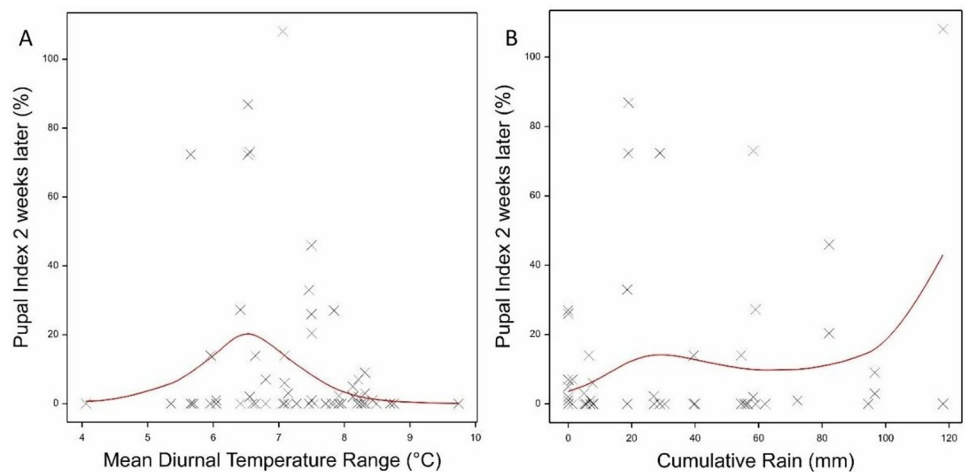 A
Pupal Index 2 weeks later (%)
100
80
60
40
20
0
4 5 6 7 8 9 10
Mean Diurnal Temperature Range (°C)
B
Pupal Index 2 weeks later (%)
100
80
60
40
20
0
0 20 40 60 80 100 120
Cumulative Rain (mm)